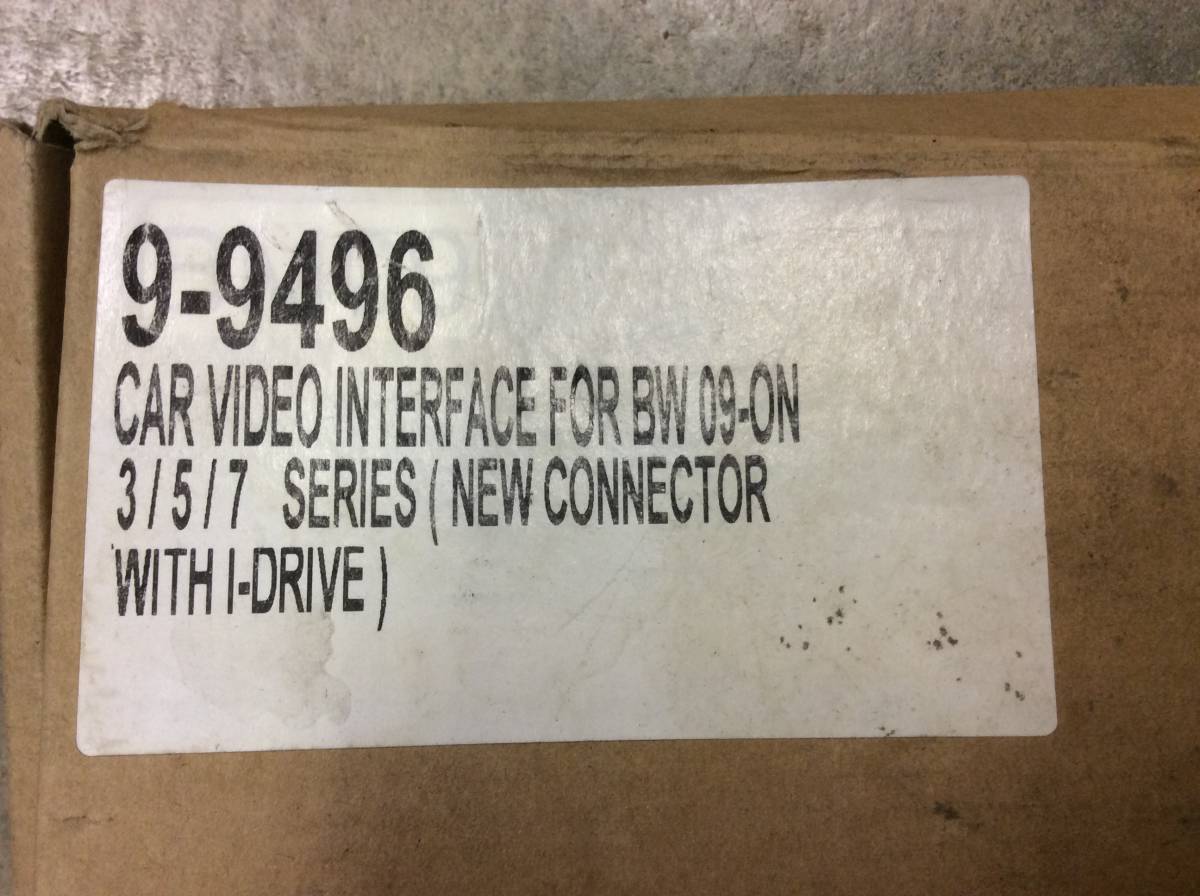 9-9496
CAR VIDEO INTERFACE FOR BW 09-ON
3 / 5 / 7 SERIES ( NEW CONNECTOR
WITH I-DRIVE )